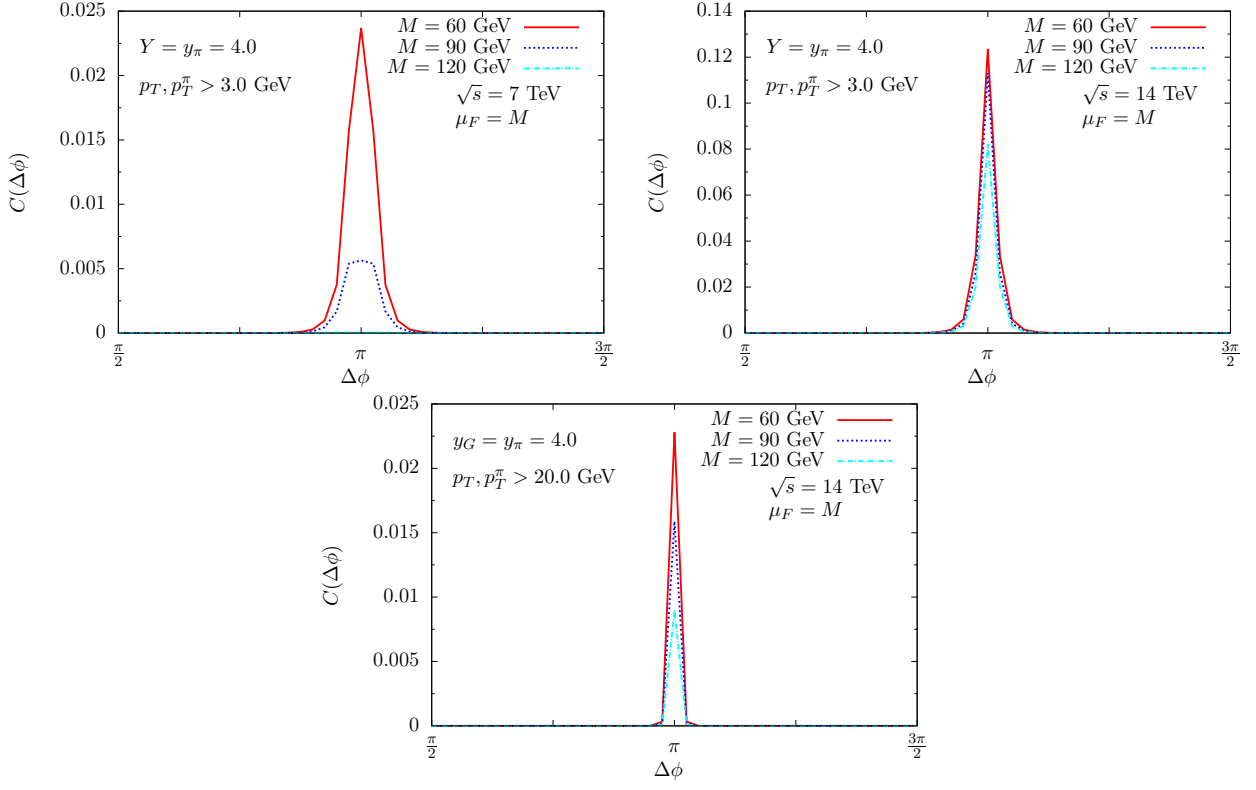 0.025
0.02
0.015
0.01
0.005
0
C(Δϕ)
Y = y_π = 4.0
p_T, p_T^π > 3.0 GeV
M = 60 GeV
M = 90 GeV
M = 120 GeV
√s = 7 TeV
μ_F = M
π/2
π
3π/2
Δϕ
0.14
0.12
0.1
0.08
0.06
0.04
0.02
0
C(Δϕ)
Y = y_π = 4.0
p_T, p_T^π > 3.0 GeV
M = 60 GeV
M = 90 GeV
M = 120 GeV
√s = 14 TeV
μ_F = M
π/2
π
3π/2
Δϕ
0.025
0.02
0.015
0.01
0.005
0
C(Δϕ)
y_G = y_π = 4.0
p_T, p_T^π > 20.0 GeV
M = 60 GeV
M = 90 GeV
M = 120 GeV
√s = 14 TeV
μ_F = M
π/2
π
3π/2
Δϕ